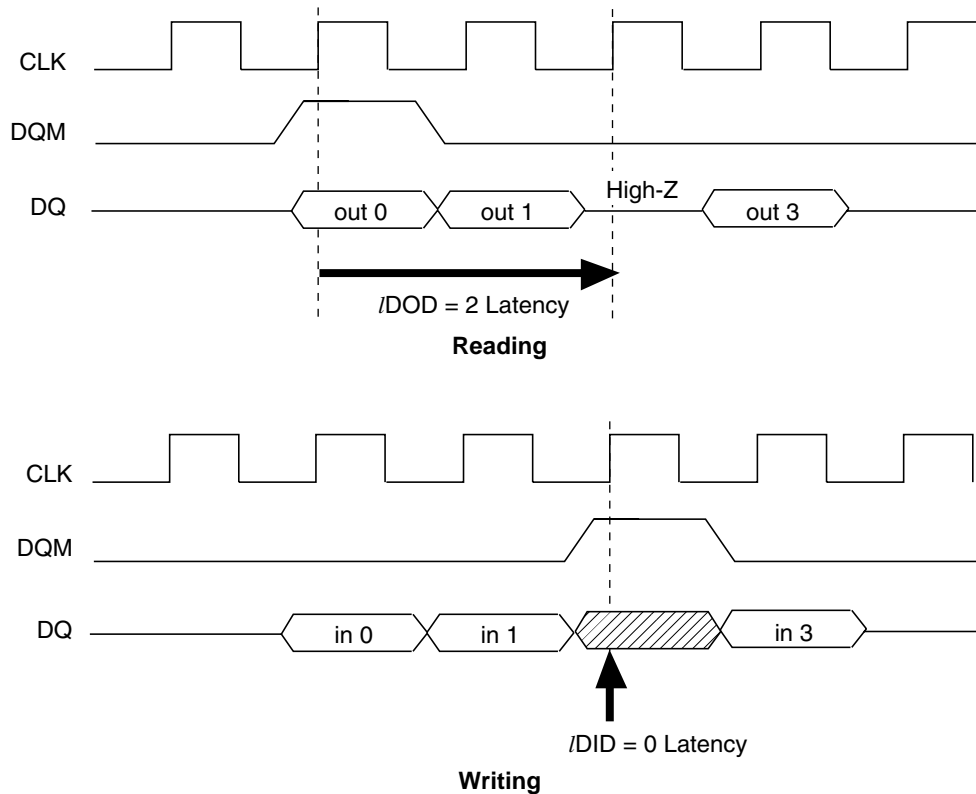 CLK
DQM
High-Z
DQ out 0 out 1 out 3
lDOD = 2 Latency
Reading
CLK
DQM
DQ in 0 in 1 in 3
lDID = 0 Latency
Writing